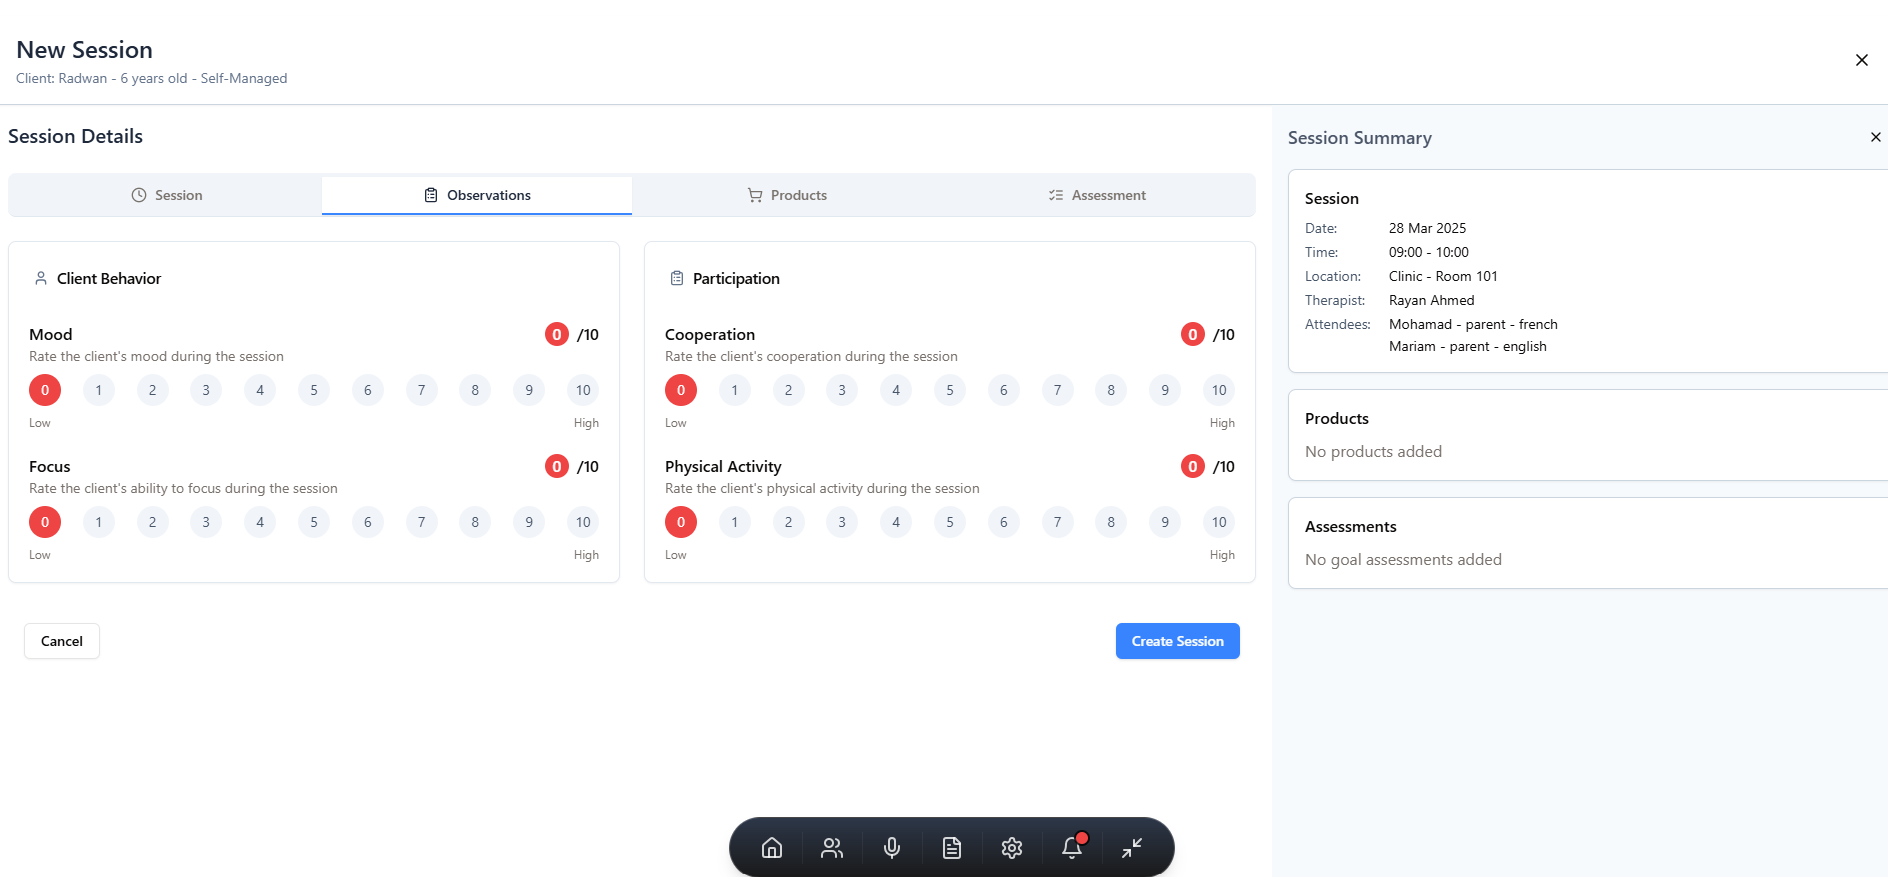 New Session
Client: Radwan - 6 years old - Self-Managed
Session Details
Session
Observations
Products
Assessment
Client Behavior
Mood
0 /10
Rate the client's mood during the session
0 1 2 3 4 5 6 7 8 9 10
Low High
Focus
0 /10
Rate the client's ability to focus during the session
0 1 2 3 4 5 6 7 8 9 10
Low High
Participation
Cooperation
0 /10
Rate the client's cooperation during the session
0 1 2 3 4 5 6 7 8 9 10
Low High
Physical Activity
0 /10
Rate the client's physical activity during the session
0 1 2 3 4 5 6 7 8 9 10
Low High
Cancel
Create Session
Session Summary
Session
Date: 28 Mar 2025
Time: 09:00 - 10:00
Location: Clinic - Room 101
Therapist: Rayan Ahmed
Attendees: Mohamad - parent - french
Mariam - parent - english
Products
No products added
Assessments
No goal assessments added